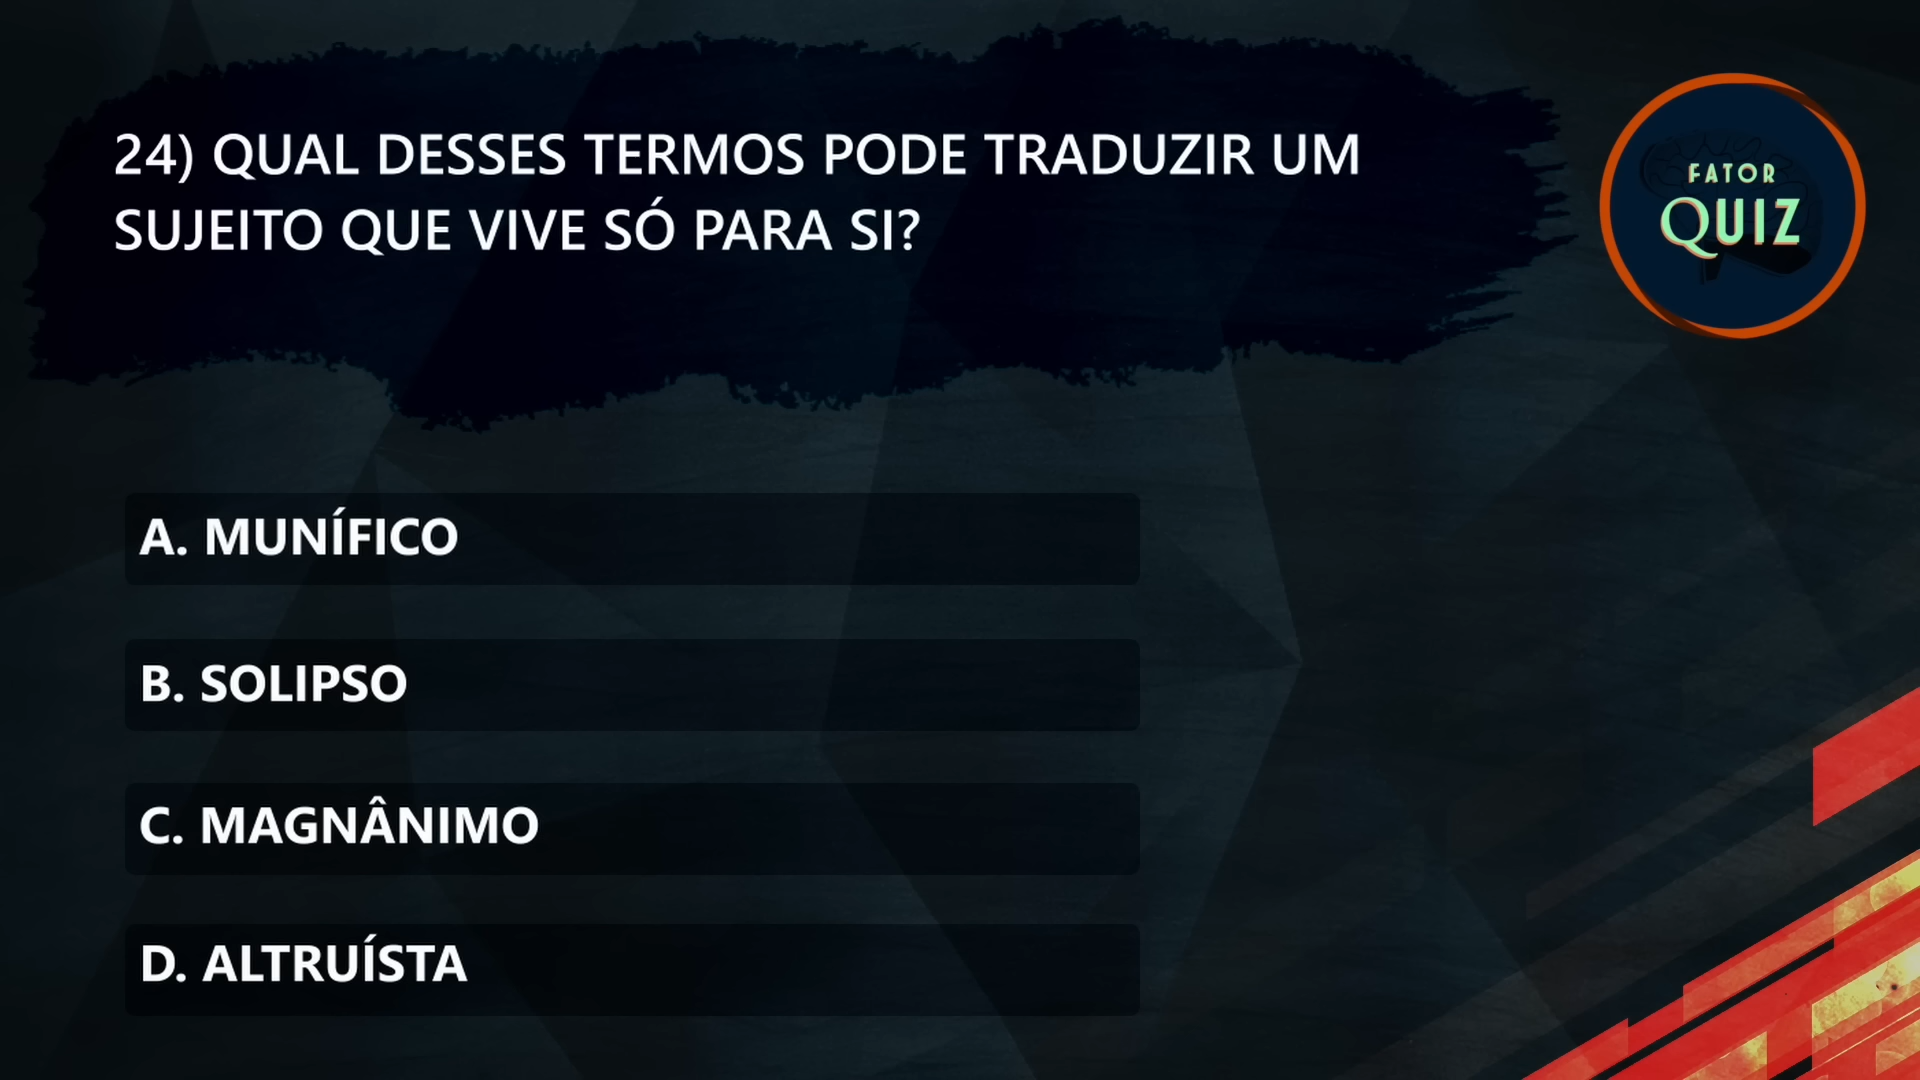 24) QUAL DESSES TERMOS PODE TRADUZIR UM
SUJEITO QUE VIVE SÓ PARA SI?
FATOR
QUIZ
A. MUNÍFICO
B. SOLIPSO
C. MAGNÂNIMO
D. ALTRUÍSTA